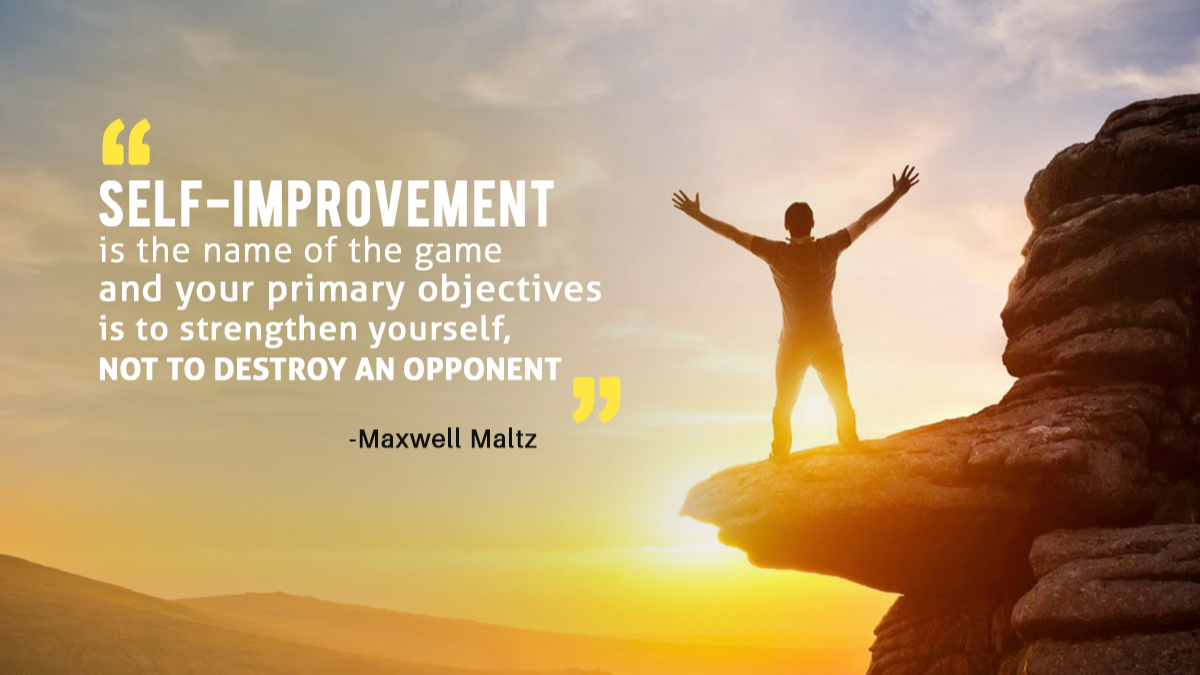 “
SELF-IMPROVEMENT
is the name of the game
and your primary objectives
is to strengthen yourself,
NOT TO DESTROY AN OPPONENT
”
-Maxwell Maltz